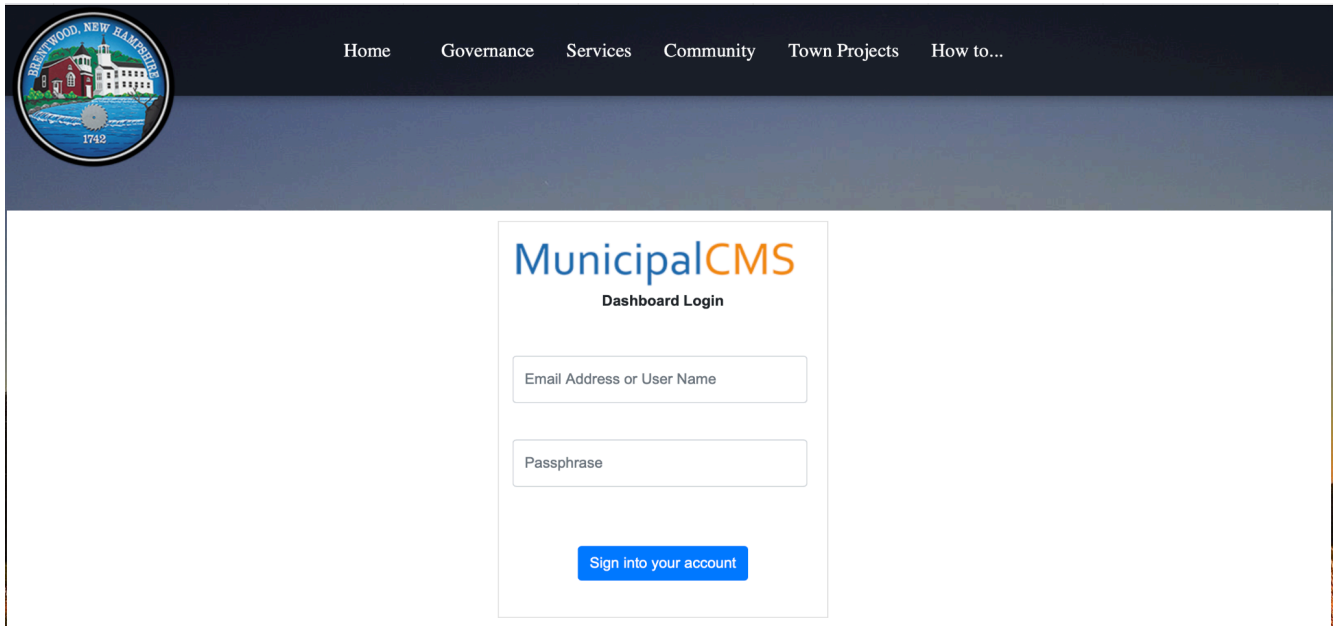 BRENTWOOD, NEW HAMPSHIRE
1742
Home Governance Services Community Town Projects How to...
MunicipalCMS
Dashboard Login
Email Address or User Name
Passphrase
Sign into your account